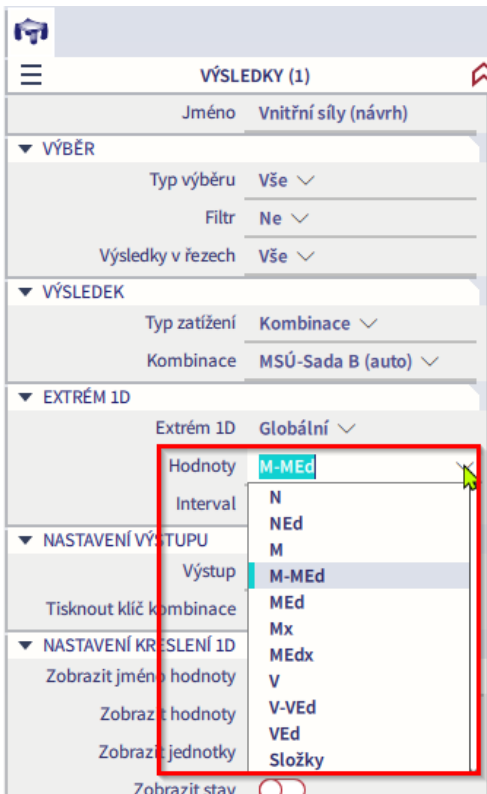 VÝSLEDKY (1)
Jméno Vnitřní síly (návrh)
VÝBĚR
Typ výběru Vše
Filtr Ne
Výsledky v řezech Vše
VÝSLEDEK
Typ zatížení Kombinace
Kombinace MSÚ-Sada B (auto)
EXTRÉM 1D
Extrém 1D Globální
Hodnoty M-MEd
Interval
N
NEd
M
M-MEd
MEd
Mx
MEdx
V
V-VEd
VEd
Složky
NASTAVENÍ VÝSTUPU
Výstup
Tisknout klíč kombinace
NASTAVENÍ KRESLENÍ 1D
Zobrazit jméno hodnoty
Zobrazit hodnoty
Zobrazit jednotky
Zobrazit stav